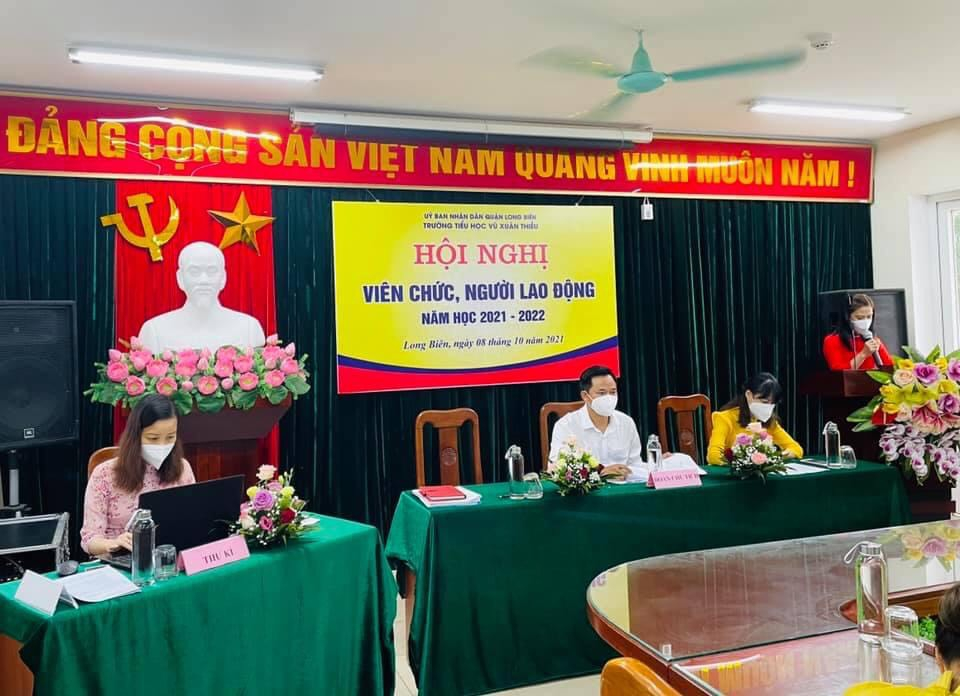 ĐẢNG CỘNG SẢN VIỆT NAM QUANG VINH MUÔN NĂM !
UỶ BAN NHÂN DÂN QUẬN LONG BIÊN
TRƯỜNG TIỂU HỌC VŨ XUÂN THIỀU
HỘI NGHỊ
VIÊN CHỨC, NGƯỜI LAO ĐỘNG
NĂM HỌC 2021 - 2022
Long Biên, ngày 08 tháng 10 năm 2021
ĐOÀN CHỦ TỊCH
THƯ KÍ